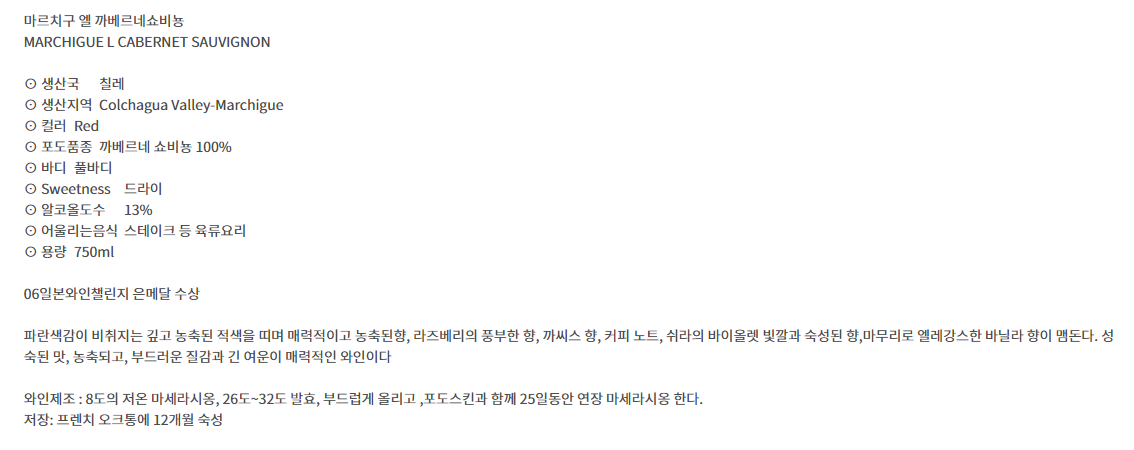 마르치구 엘 까베르네쇼비뇽
MARCHIGUE L CABERNET SAUVIGNON
⊙ 생산국 칠레
⊙ 생산지역 Colchagua Valley-Marchigue
⊙ 컬러 Red
⊙ 포도품종 까베르네 쇼비뇽 100%
⊙ 바디 풀바디
⊙ Sweetness 드라이
⊙ 알코올도수 13%
⊙ 어울리는음식 스테이크 등 육류요리
⊙ 용량 750ml
06일본와인챌린지 은메달 수상
파란색감이 비취지는 깊고 농축된 적색을 띠며 매력적이고 농축된향, 라즈베리의 풍부한 향, 까씨스 향, 커피 노트, 쉬라의 바이올렛 빛깔과 숙성된 향,마무리로 엘레강스한 바닐라 향이 맴돈다. 성
숙된 맛, 농축되고, 부드러운 질감과 긴 여운이 매력적인 와인이다
와인제조 : 8도의 저온 마세라시옹, 26도~32도 발효, 부드럽게 올리고 ,포도스킨과 함께 25일동안 연장 마세라시옹 한다.
저장: 프렌치 오크통에 12개월 숙성